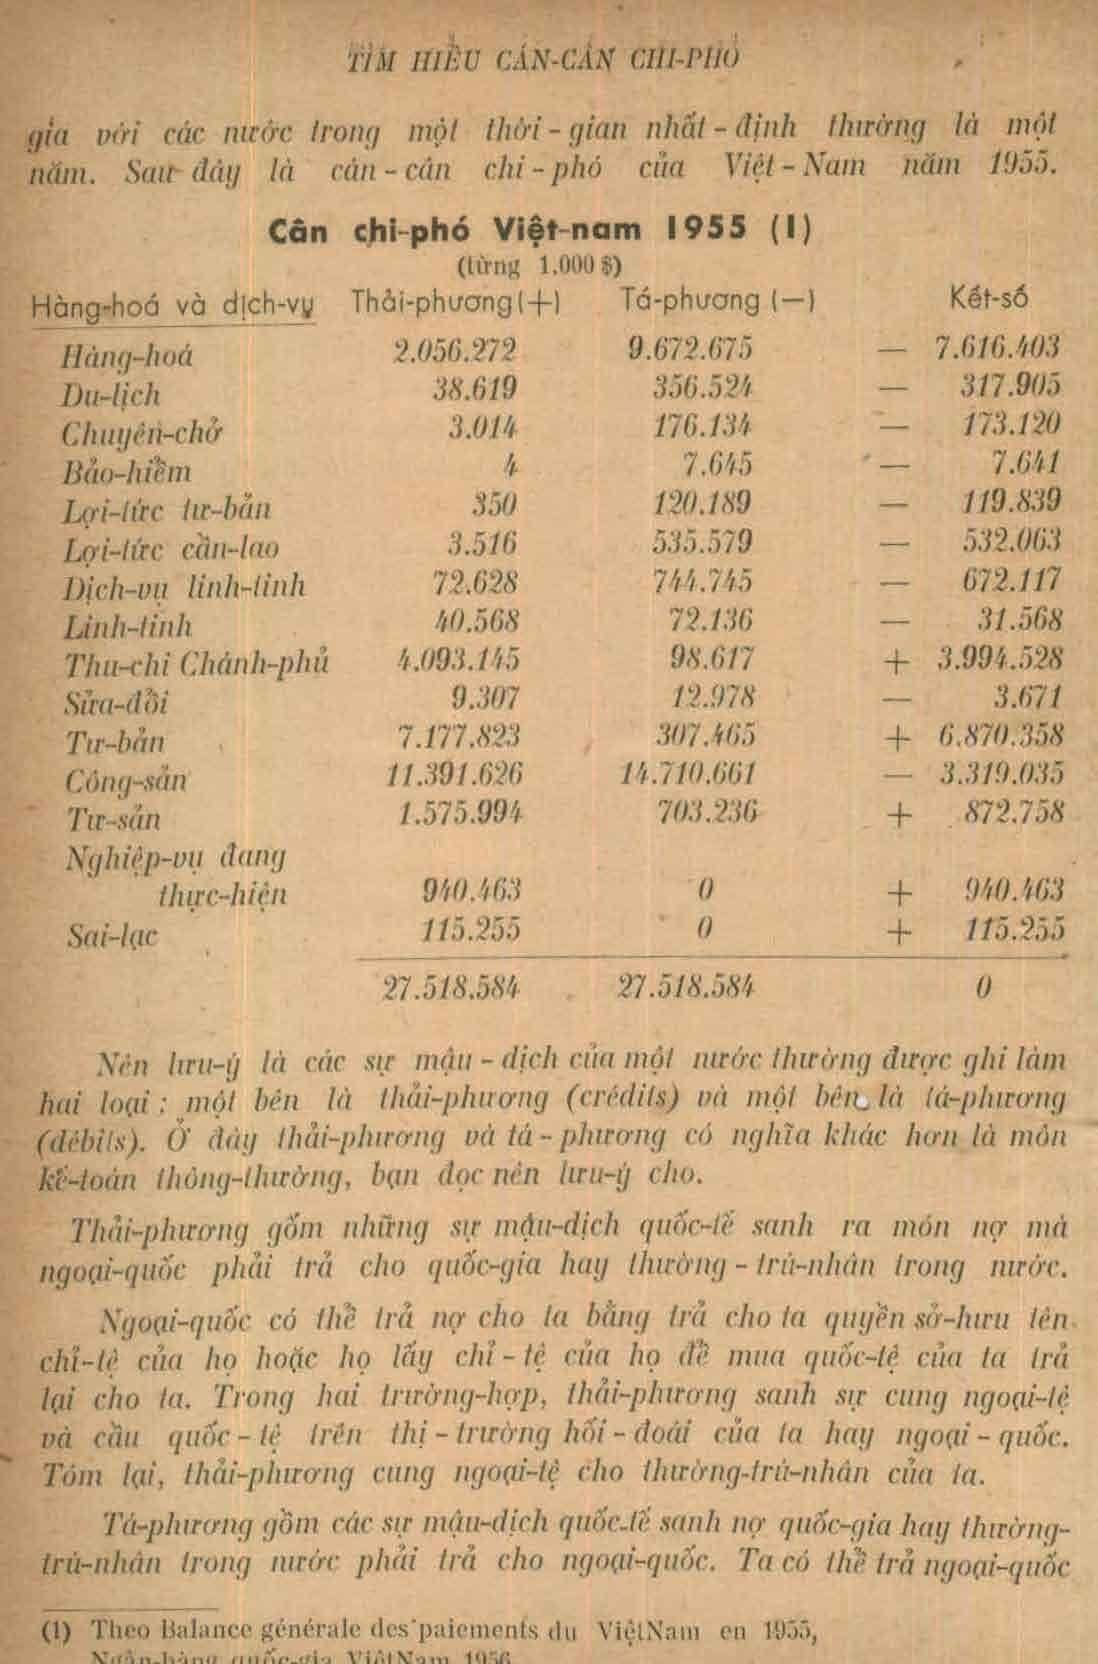 TÌM HIỂU CÁN-CÂN CHI-PHÓ
gia với các nước trong một thời - gian nhất - định thường là một
năm. Sau đây là cán - cân chi - phó của Việt - Nam năm 1955.
Cân chi-phó Việt-nam 1955 (I)
(từng 1.000 $)
Hàng-hoá và dịch-vụ Thải-phương (+) Tá-phương (—) Kết-số
Hàng-hoá 2.056.272 9.672.675 — 7.616.403
Du-lịch 38.619 356.524 — 317.905
Chuyên-chở 3.014 176.134 — 173.120
Bảo-hiểm 4 7.645 — 7.641
Lợi-tức tư-bản 350 120.189 — 119.839
Lợi-tức cần-lao 3.516 535.579 — 532.063
Dịch-vụ linh-tinh 72.628 744.745 — 672.117
Linh-tinh 40.568 72.136 — 31.568
Thu-chi Chánh-phủ 4.093.145 98.617 + 3.994.528
Sửa-đổi 9.307 12.978 — 3.671
Tư-bản 7.177.823 307.465 + 6.870.358
Công-sản 11.391.626 14.710.661 — 3.319.035
Tư-sản 1.575.994 703.236 + 872.758
Nghiệp-vụ đang
thực-hiện 940.463 0 + 940.463
Sai-lạc 115.255 0 + 115.255
27.518.584 27.518.584 0
Nên lưu-ý là các sự mậu - dịch của một nước thường được ghi làm
hai loại : một bên là thải-phương (crédits) và một bên là tá-phương
(débits). Ở đây thải-phương và tá - phương có nghĩa khác hơn là môn
kế-toán thông-thường, bạn đọc nên lưu-ý cho.
Thải-phương gồm những sự mậu-dịch quốc-tế sanh ra món nợ mà
ngoại-quốc phải trả cho quốc-gia hay thường - trú-nhân trong nước.
Ngoại-quốc có thể trả nợ cho ta bằng trả cho ta quyền sở-hưu tên
chỉ-tệ của họ hoặc họ lấy chỉ - tệ của họ để mua quốc-tệ của ta trả
lại cho ta. Trong hai trường-hợp, thải-phương sanh sự cung ngoại-tệ
và cầu quốc - tệ trên thị - trường hối - đoái của ta hay ngoại - quốc.
Tóm lại, thải-phương cung ngoại-tệ cho thường-trú-nhân của ta.
Tá-phương gồm các sự mậu-dịch quốc-tế sanh nợ quốc-gia hay thường-
trú-nhân trong nước phải trả cho ngoại-quốc. Ta có thể trả ngoại-quốc
(1) Theo Balance générale des paiements du ViệtNam en 1955,
Ngân-hàng quốc-gia ViệtNam 1956